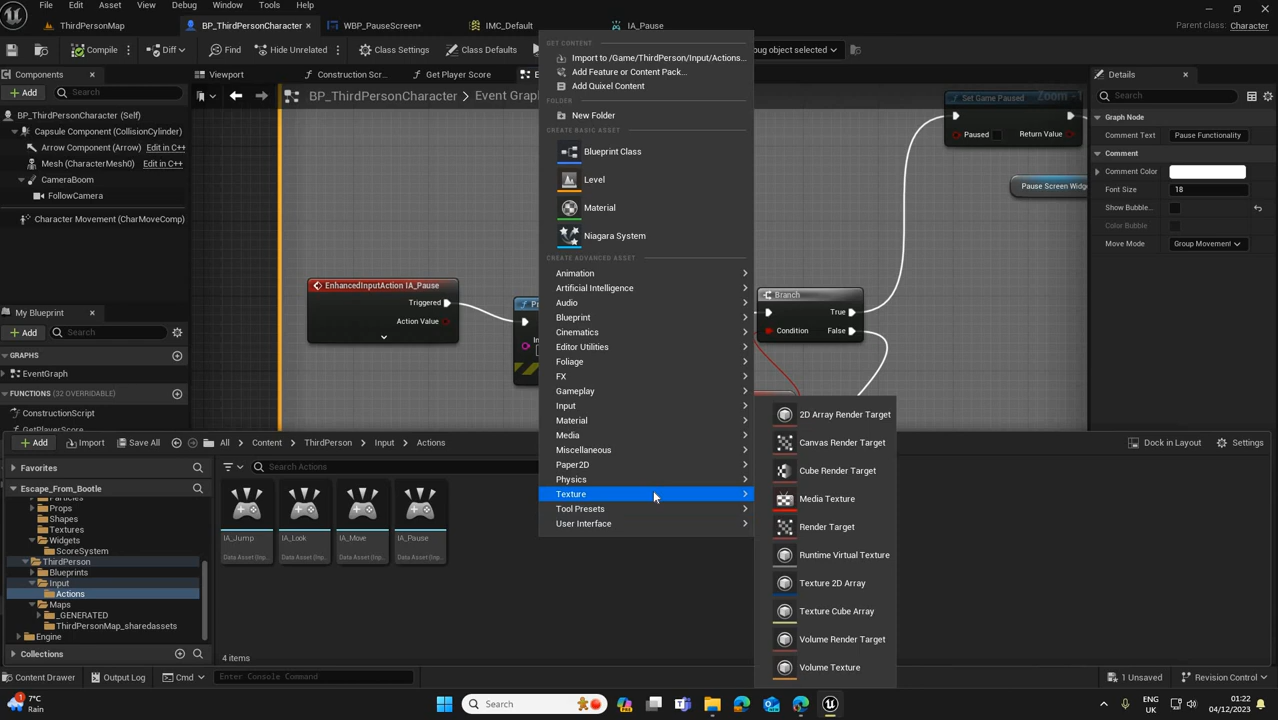 File
Edit
Asset
View
Debug
Window
Tools
Help
ThirdPersonMap
BP_ThirdPersonCharacter
WBP_PauseScreen*
IMC_Default
IA_Pause
Parent class: Character
Compile
Diff
Find
Hide Unrelated
Class Settings
Class Defaults
bug object selected
Components
Viewport
Construction Scr...
Get Player Score
Details
Add
Search
BP_ThirdPersonCharacter > Event Graph
Zoom -1
Search
BP_ThirdPersonCharacter (Self)
Capsule Component (CollisionCylinder)
Arrow Component (Arrow) Edit in C++
Mesh (CharacterMesh0) Edit in C++
CameraBoom
FollowCamera
Character Movement (CharMoveComp)
Graph Node
Comment Text
Pause Functionality
Comment
Comment Color
Font Size
18
Show Bubble...
Color Bubble
Move Mode
Group Movement
GET CONTENT
Import to /Game/ThirdPerson/Input/Actions...
Add Feature or Content Pack...
Add Quixel Content
FOLDER
New Folder
CREATE BASIC ASSET
Blueprint Class
Level
Material
Niagara System
CREATE ADVANCED ASSET
Animation
Artificial Intelligence
Audio
Blueprint
Cinematics
Editor Utilities
Foliage
FX
Gameplay
Input
Material
Media
Miscellaneous
Paper2D
Physics
Texture
Tool Presets
User Interface
2D Array Render Target
Canvas Render Target
Cube Render Target
Media Texture
Render Target
Runtime Virtual Texture
Texture 2D Array
Texture Cube Array
Volume Render Target
Volume Texture
Set Game Paused
Paused
Return Value
Pause Screen Widg
EnhancedInputAction IA_Pause
Triggered
Action Value
Branch
True
Condition
False
My Blueprint
Add
Search
GRAPHS
EventGraph
FUNCTIONS (32 OVERRIDABLE)
ConstructionScript
GetPlayerScore
Add
Import
Save All
All
Content
ThirdPerson
Input
Actions
Dock in Layout
Settings
Favorites
Escape_From_Bootle
Particles
Props
Shapes
Textures
Widgets
ScoreSystem
ThirdPerson
Blueprints
Input
Actions
Maps
_GENERATED
ThirdPersonMap_sharedassets
Engine
Collections
Search Actions
IA_Jump
Data Asset (Inp...
IA_Look
Data Asset (Inp...
IA_Move
Data Asset (Inp...
IA_Pause
Data Asset (Inp...
4 items
Content Drawer
Output Log
Cmd
Enter Console Command
1 Unsaved
Revision Control
1
7°C
Rain
Search
ENG
UK
01:22
04/12/2023